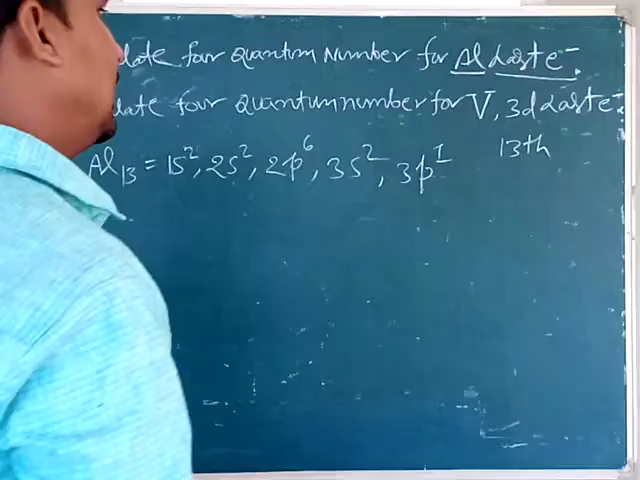 late four Quantum Number for Al Last e-.
late four quantum number for V, 3d Last e-.
13th
Al13 = 1s², 2s², 2p⁶, 3s², 3p¹